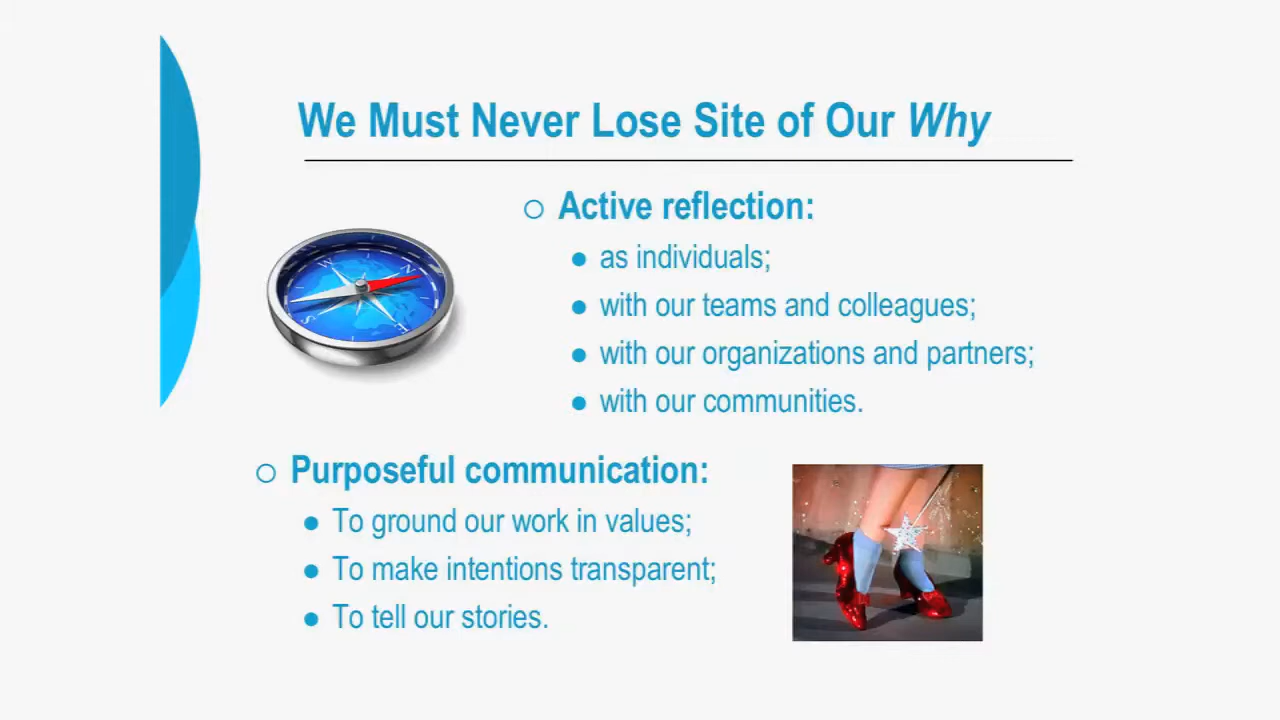 We Must Never Lose Site of Our Why
Active reflection:
as individuals;
with our teams and colleagues;
with our organizations and partners;
with our communities.
Purposeful communication:
To ground our work in values;
To make intentions transparent;
To tell our stories.